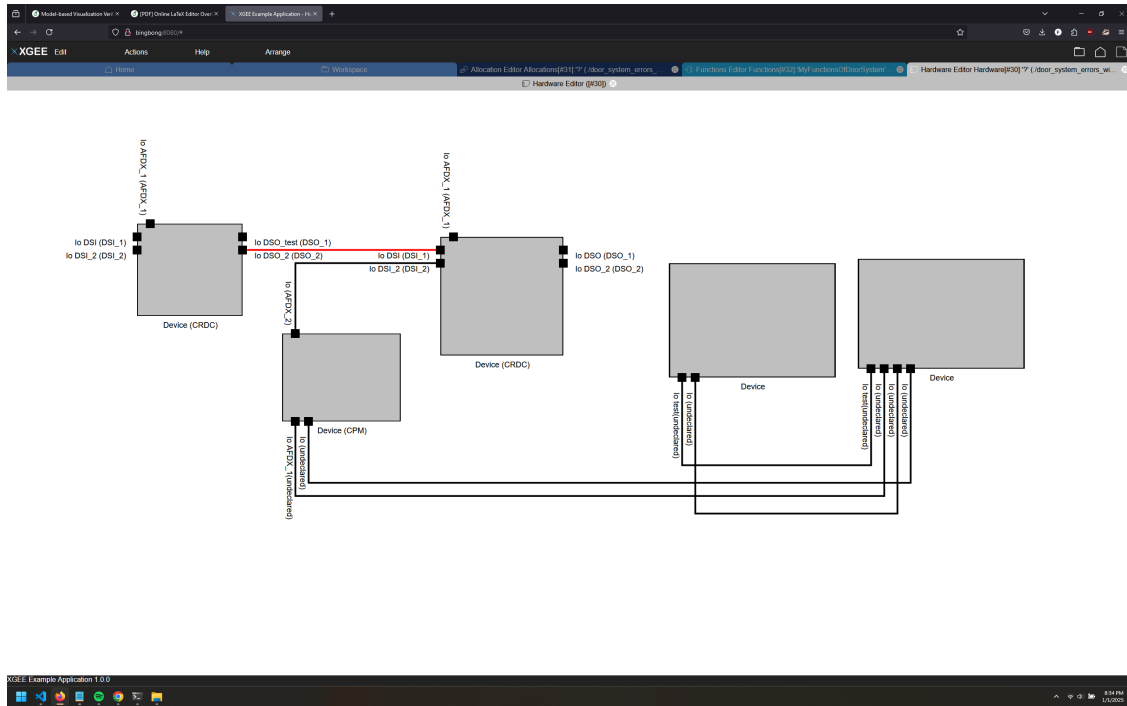 Model-based Visualization Veri ×
[PDF] Online LaTeX Editor Over ×
XGEE Example Application - Ho ×
bingbong:8080/#
XGEE Edit Actions Help Arrange
Home
Workspace
Allocation Editor Allocations[#31] '?' (./door_system_errors_...
Functions Editor Functions[#32] 'MyFunctionsOfDoorSystem'
Hardware Editor Hardware[#30] '?' (./door_system_errors_wi...
Hardware Editor ([#30])
Io AFDX_1 (AFDX_1)
Io AFDX_1 (AFDX_1)
Io DSI (DSI_1)
Io DSO_test (DSO_1)
Io DSI_2 (DSI_2)
Io DSO_2 (DSO_2)
Io DSI (DSI_1)
Io DSO (DSO_1)
Io DSI_2 (DSI_2)
Io DSO_2 (DSO_2)
Io (AFDX_2)
Device (CRDC)
Device (CRDC)
Device
Device
Io test(undeclared)
Io (undeclared)
Io test(undeclared)
Io (undeclared)
Io (undeclared)
Io (undeclared)
Device (CPM)
Io AFDX_1(undeclared)
Io (undeclared)
XGEE Example Application 1.0.0
8:34 PM
1/1/2025